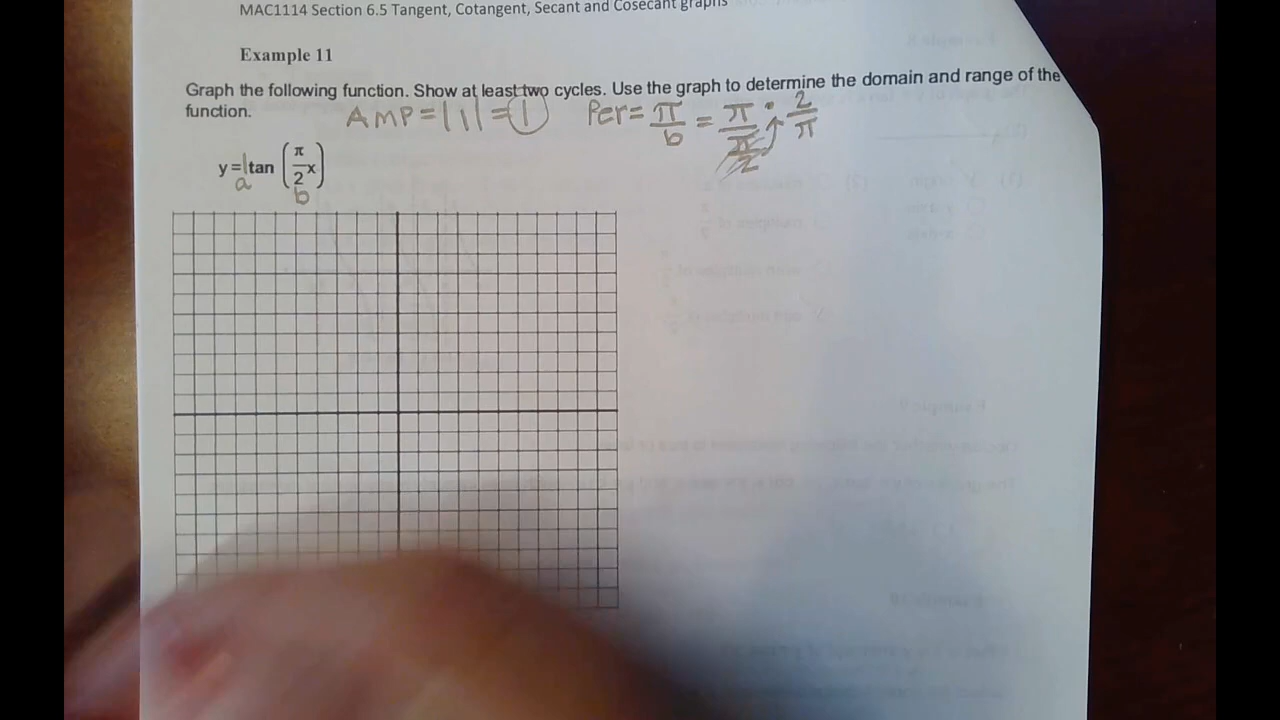 MAC1114 Section 6.5 Tangent, Cotangent, Secant and Cosecant graphs
Example 11
Graph the following function. Show at least two cycles. Use the graph to determine the domain and range of the
function. AMP = |1| = 1 Per = π/b = π/(π/2) · 2/π
y = 1tan (π/2 x)
a b